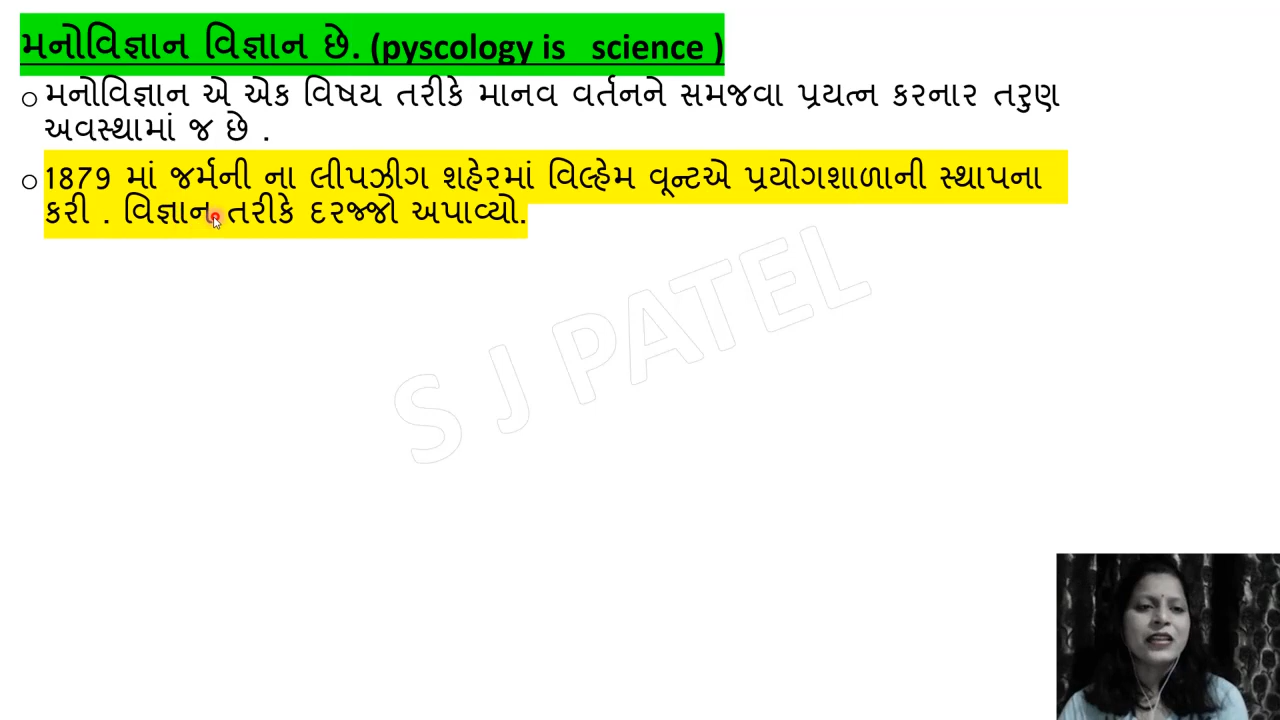 મનોવિજ્ઞાન વિજ્ઞાન છે. (pyscology is science )
○ મનોવિજ્ઞાન એ એક વિષય તરીકે માનવ વર્તનને સમજવા પ્રયત્ન કરનાર તરુણ
અવસ્થામાં જ છે .
○ 1879 માં જર્મની ના લીપઝીગ શહેરમાં વિલ્હેમ વૂન્ટએ પ્રયોગશાળાની સ્થાપના
કરી . વિજ્ઞાન તરીકે દરજ્જો અપાવ્યો.
S J PATEL